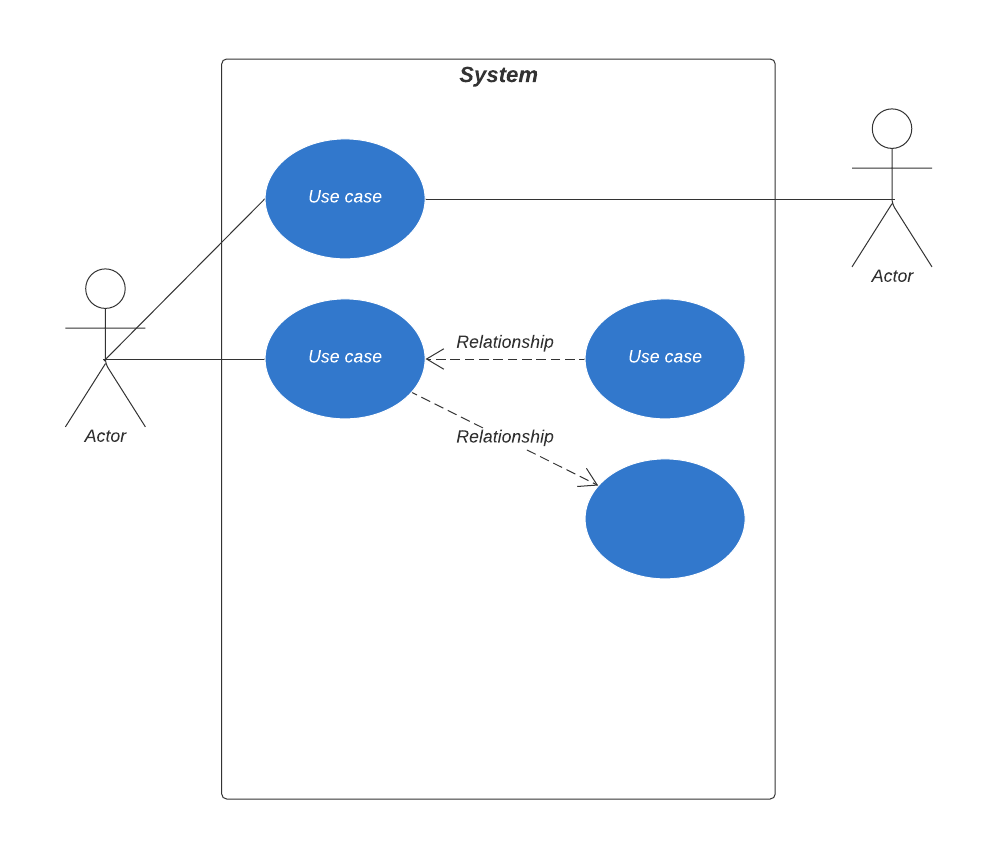 System
Use case
Actor
Use case
Relationship
Use case
Actor
Relationship